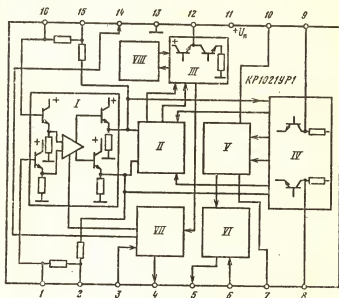 16 15 14 13 12 11 10 9
+Uп
КР1021УР1
+ VIII + III
+ I +
II V IV
+ +
VII VI
1 2 3 4 5 6 7 8